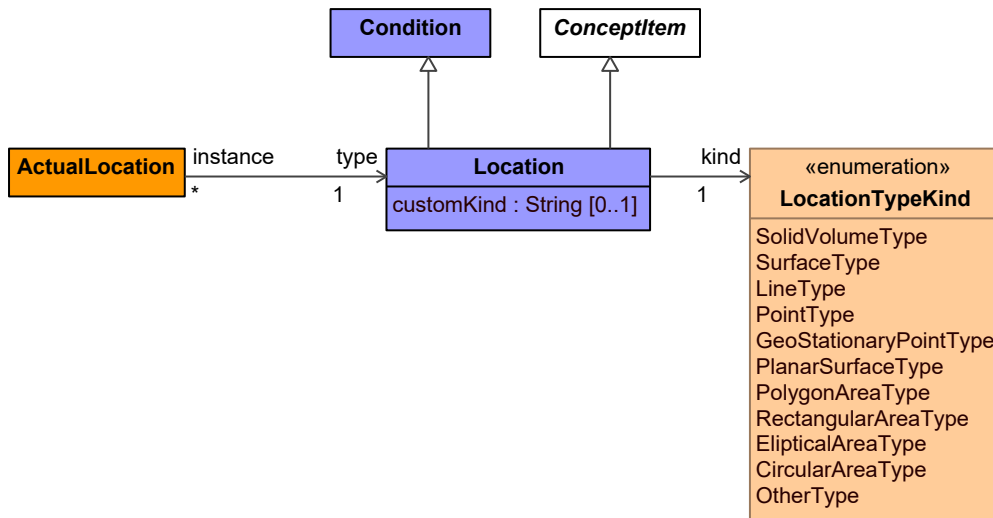 Condition
ConceptItem
ActualLocation
instance
*
type
1
Location
customKind : String [0..1]
kind
1
«enumeration»
LocationTypeKind
SolidVolumeType
SurfaceType
LineType
PointType
GeoStationaryPointType
PlanarSurfaceType
PolygonAreaType
RectangularAreaType
ElipticalAreaType
CircularAreaType
OtherType